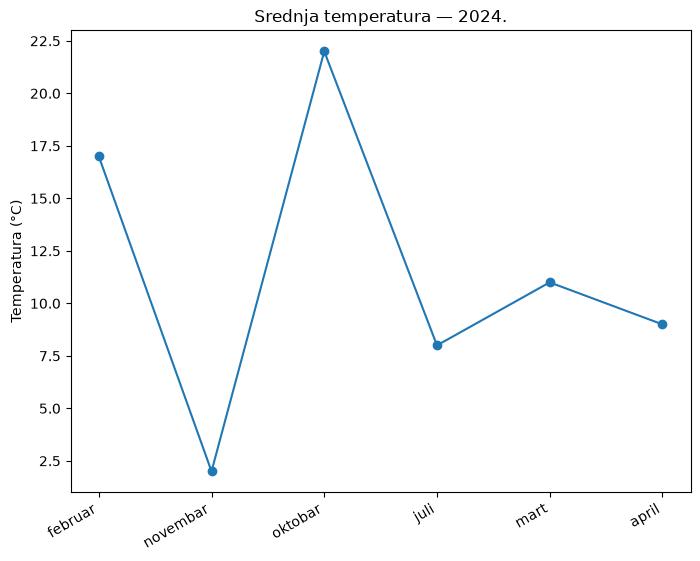 Srednja temperatura — 2024.
Temperatura (°C)
22.5
20.0
17.5
15.0
12.5
10.0
7.5
5.0
2.5
februar
novembar
oktobar
juli
mart
april